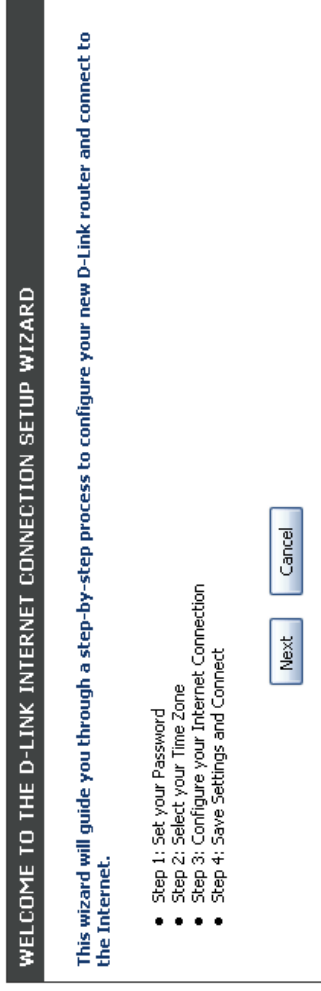 WELCOME TO THE D-LINK INTERNET CONNECTION SETUP WIZARD
This wizard will guide you through a step-by-step process to configure your new D-Link router and connect to
the Internet.
• Step 1: Set your Password
• Step 2: Select your Time Zone
• Step 3: Configure your Internet Connection
• Step 4: Save Settings and Connect
Next Cancel